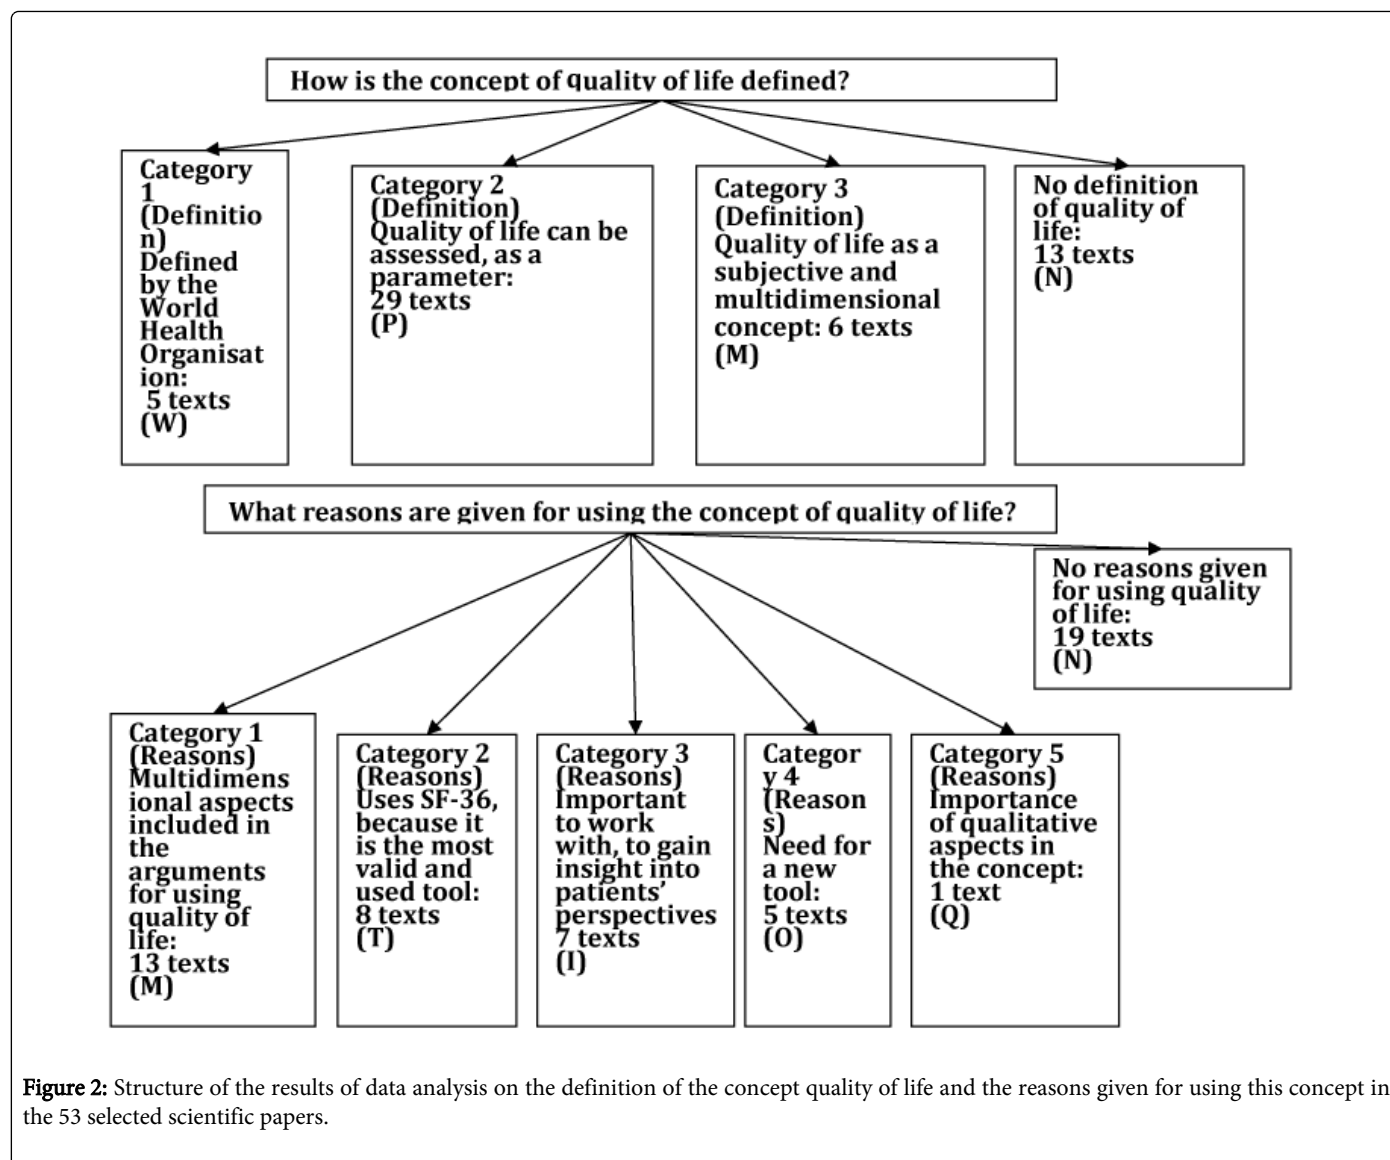 How is the concept of quality of life defined?
Category
1
(Definitio
n)
Defined
by the
World
Health
Organisat
ion:
5 texts
(W)
Category 2
(Definition)
Quality of life can be
assessed, as a
parameter:
29 texts
(P)
Category 3
(Definition)
Quality of life as a
subjective and
multidimensional
concept: 6 texts
(M)
No definition
of quality of
life:
13 texts
(N)
What reasons are given for using the concept of quality of life?
No reasons given
for using quality
of life:
19 texts
(N)
Category 1
(Reasons)
Multidimens
ional aspects
included in
the
arguments
for using
quality of
life:
13 texts
(M)
Category 2
(Reasons)
Uses SF-36,
because it
is the most
valid and
used tool:
8 texts
(T)
Category 3
(Reasons)
Important
to work
with, to gain
insight into
patients’
perspectives
7 texts
(I)
Categor
y 4
(Reason
s)
Need for
a new
tool:
5 texts
(O)
Category 5
(Reasons)
Importance
of qualitative
aspects in
the concept:
1 text
(Q)
Figure 2: Structure of the results of data analysis on the definition of the concept quality of life and the reasons given for using this concept in
the 53 selected scientific papers.